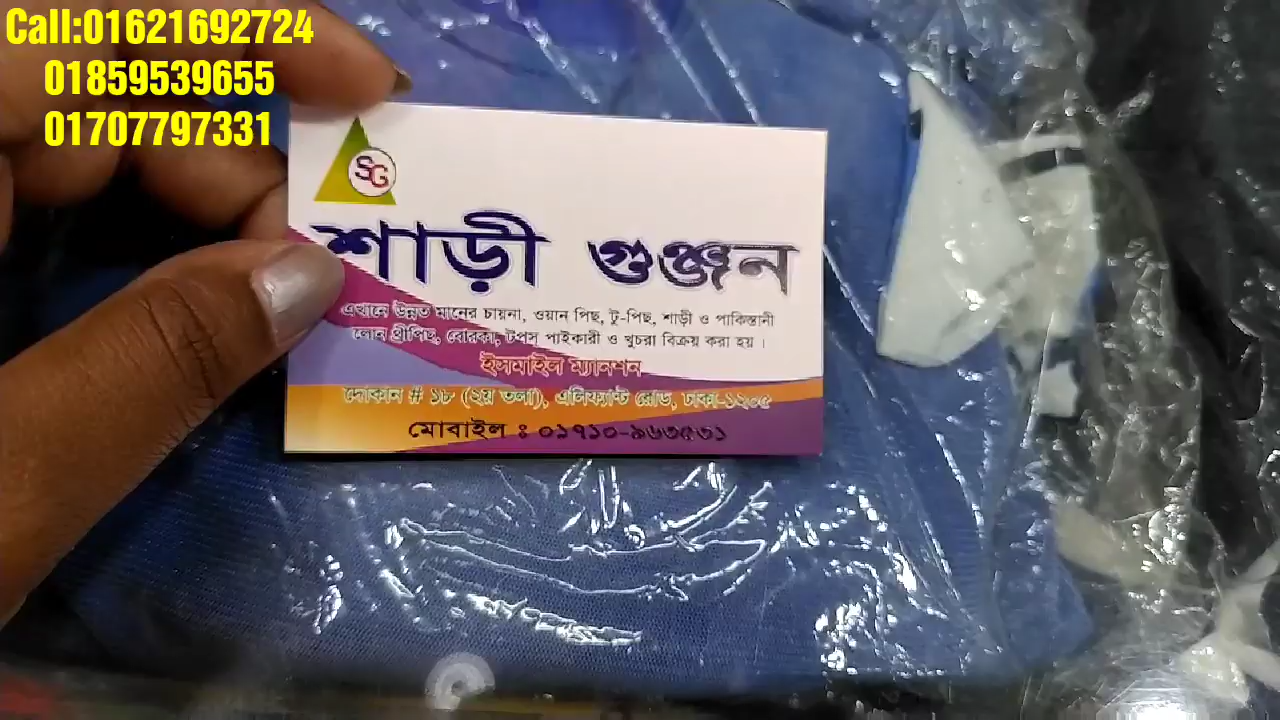 Call:01621692724
01859539655
01707797331
SG
শাড়ী গুঞ্জন
এখানে উন্নত মানের চায়না, ওয়ান পিছ, টু-পিছ, শাড়ী ও পাকিস্তানী
লোন থ্রীপিছ, বোরকা, টপস পাইকারী ও খুচরা বিক্রয় করা হয়।
ইসমাইল ম্যানশন
দোকান # ১৮ (২য় তলা), এলিফ্যান্ট রোড, ঢাকা-১২০৫
মোবাইল : ০১৭১০-৯৬৩৫৩১